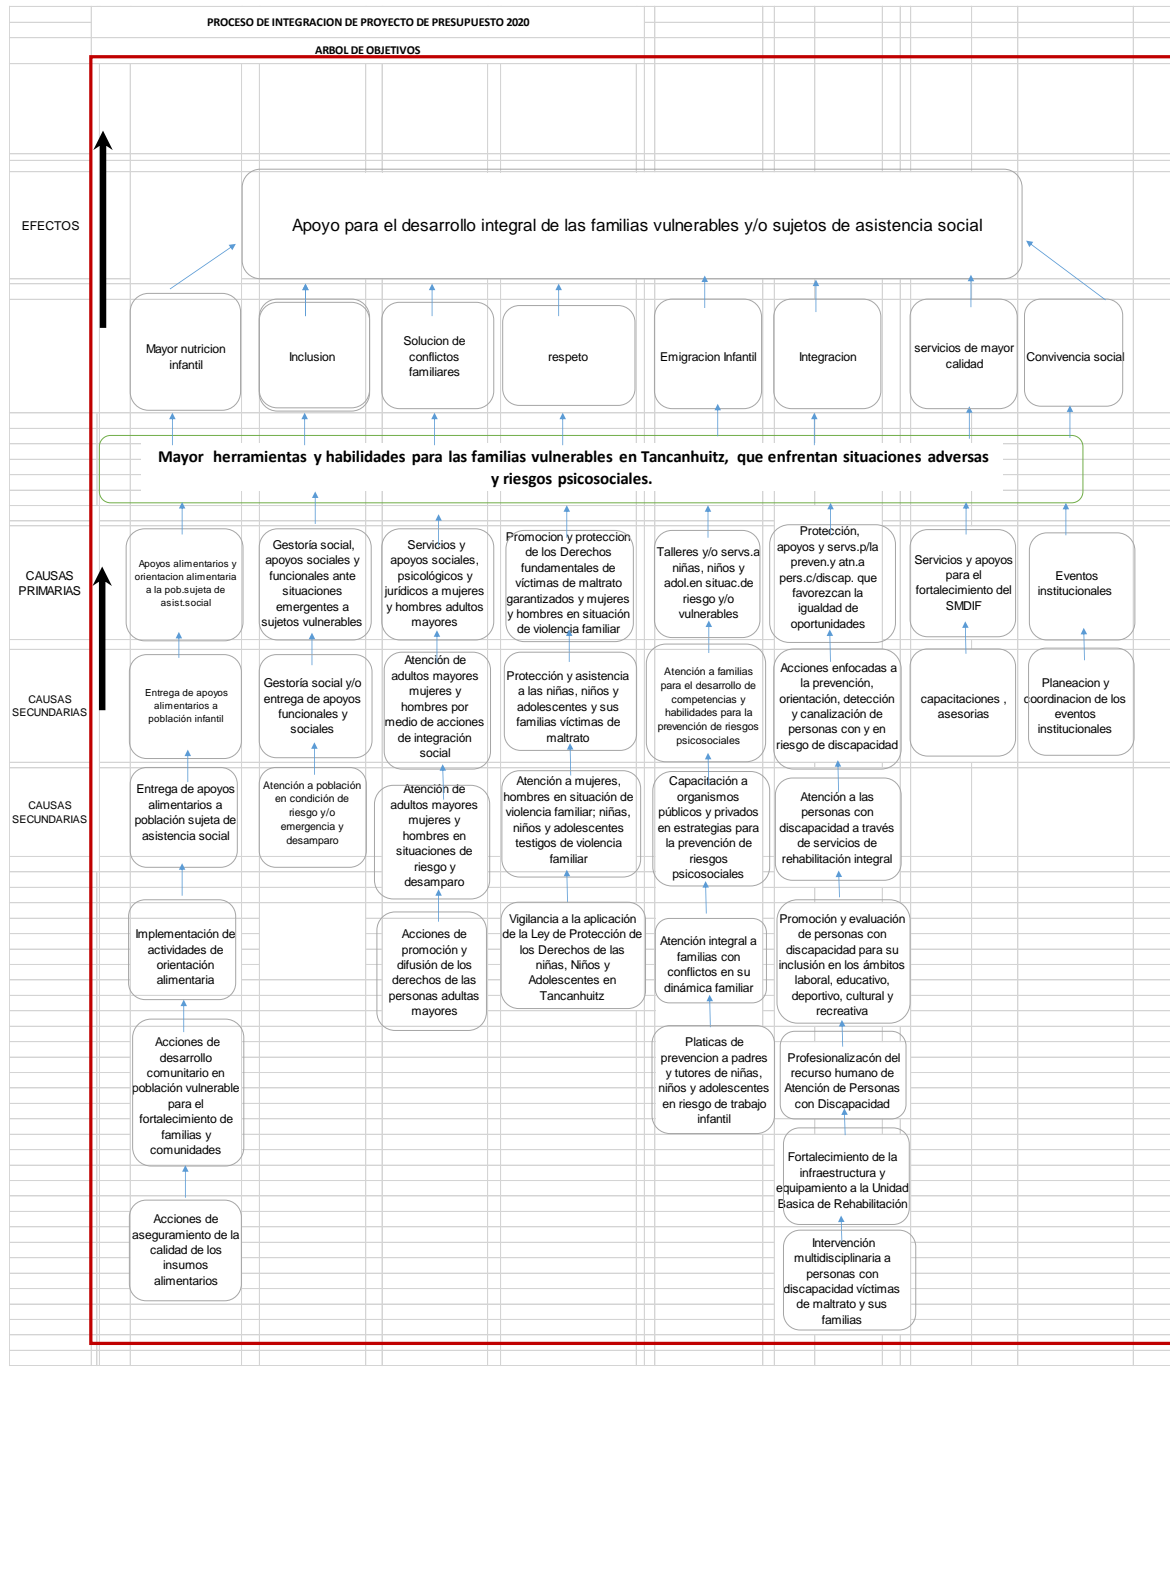 PROCESO DE INTEGRACION DE PROYECTO DE PRESUPUESTO 2020
ARBOL DE OBJETIVOS
EFECTOS
Apoyo para el desarrollo integral de las familias vulnerables y/o sujetos de asistencia social
Mayor nutricion
infantil
Inclusion
Solucion de
conflictos
familiares
respeto
Emigracion Infantil
Integracion
servicios de mayor
calidad
Convivencia social
Mayor herramientas y habilidades para las familias vulnerables en Tancanhuitz, que enfrentan situaciones adversas
y riesgos psicosociales.
CAUSAS
PRIMARIAS
Apoyos alimentarios y
orientacion alimentaria
a la pob.sujeta de
asist.social
Gestoría social,
apoyos sociales y
funcionales ante
situaciones
emergentes a
sujetos vulnerables
Servicios y
apoyos sociales,
psicológicos y
jurídicos a mujeres
y hombres adultos
mayores
Promocion y proteccion
de los Derechos
fundamentales de
víctimas de maltrato
garantizados y mujeres
y hombres en situación
de violencia familiar
Talleres y/o servs.a
niñas, niños y
adol.en situac.de
riesgo y/o
vulnerables
Protección,
apoyos y servs.p/la
preven.y atn.a
pers.c/discap. que
favorezcan la
igualdad de
oportunidades
Servicios y apoyos
para el
fortalecimiento del
SMDIF
Eventos
institucionales
CAUSAS
SECUNDARIAS
Entrega de apoyos
alimentarios a
población infantil
Gestoría social y/o
entrega de apoyos
funcionales y
sociales
Atención de
adultos mayores
mujeres y
hombres por
medio de acciones
de integración
social
Protección y asistencia
a las niñas, niños y
adolescentes y sus
familias víctimas de
maltrato
Atención a familias
para el desarrollo de
competencias y
habilidades para la
prevención de riesgos
psicosociales
Acciones enfocadas a
la prevención,
orientación, detección
y canalización de
personas con y en
riesgo de discapacidad
capacitaciones ,
asesorias
Planeacion y
coordinacion de los
eventos
institucionales
CAUSAS
SECUNDARIAS
Entrega de apoyos
alimentarios a
población sujeta de
asistencia social
Atención a población
en condición de
riesgo y/o
emergencia y
desamparo
Atención de
adultos mayores
mujeres y
hombres en
situaciones de
riesgo y
desamparo
Atención a mujeres,
hombres en situación de
violencia familiar; niñas,
niños y adolescentes
testigos de violencia
familiar
Capacitación a
organismos
públicos y privados
en estrategias para
la prevención de
riesgos
psicosociales
Atención a las
personas con
discapacidad a través
de servicios de
rehabilitación integral
Implementación de
actividades de
orientación
alimentaria
Acciones de
promoción y
difusión de los
derechos de las
personas adultas
mayores
Vigilancia a la aplicación
de la Ley de Protección de
los Derechos de las
niñas, Niños y
Adolescentes en
Tancanhuitz
Atención integral a
familias con
conflictos en su
dinámica familiar
Promoción y evaluación
de personas con
discapacidad para su
inclusión en los ámbitos
laboral, educativo,
deportivo, cultural y
recreativa
Acciones de
desarrollo
comunitario en
población vulnerable
para el
fortalecimiento de
familias y
comunidades
Platicas de
prevencion a padres
y tutores de niñas,
niños y adolescentes
en riesgo de trabajo
infantil
Profesionalizacón del
recurso humano de
Atención de Personas
con Discapacidad
Fortalecimiento de la
infraestructura y
equipamiento a la Unidad
Basica de Rehabilitación
Acciones de
aseguramiento de la
calidad de los
insumos
alimentarios
Intervención
multidisciplinaria a
personas con
discapacidad víctimas
de maltrato y sus
familias